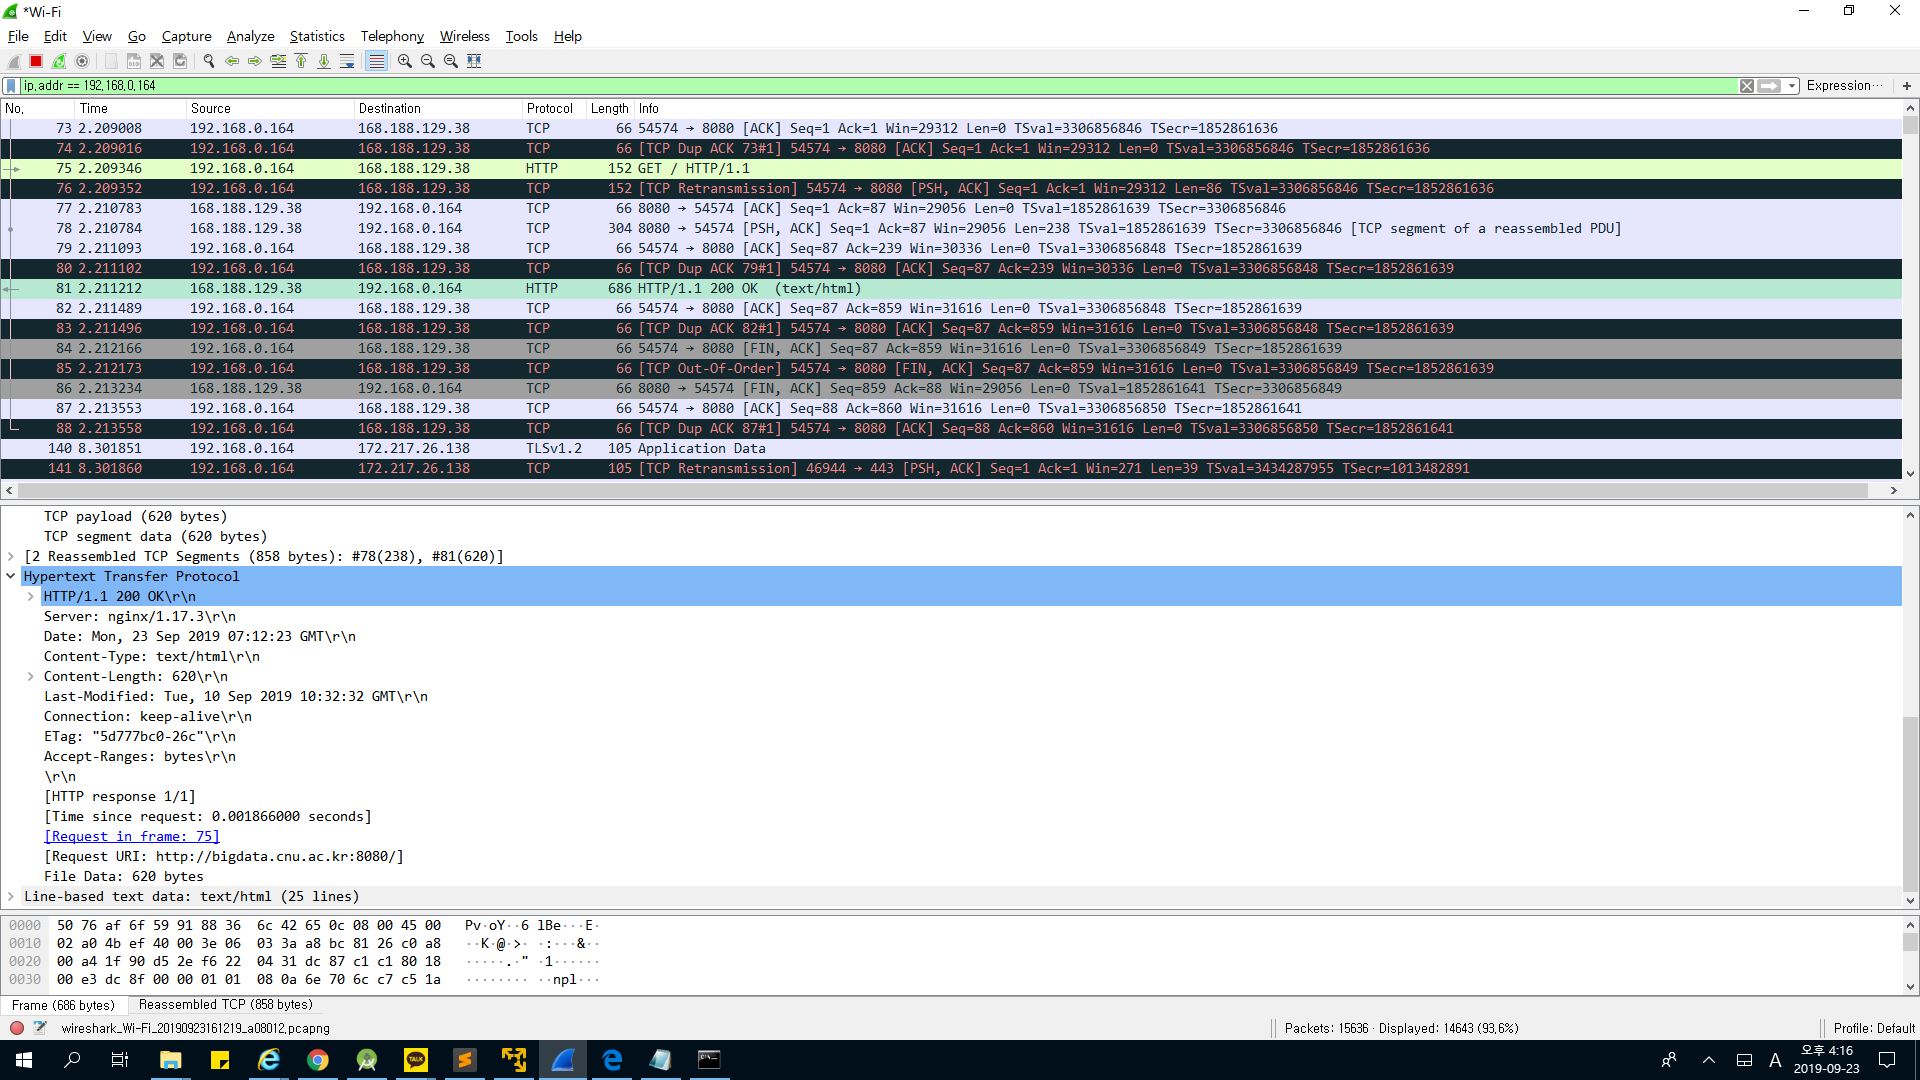 *Wi-Fi
File Edit View Go Capture Analyze Statistics Telephony Wireless Tools Help
ip.addr == 192.168.0.164 Expression… +
No. Time Source Destination Protocol Length Info
73 2.209008 192.168.0.164 168.188.129.38 TCP 66 54574 → 8080 [ACK] Seq=1 Ack=1 Win=29312 Len=0 TSval=3306856846 TSecr=1852861636
74 2.209016 192.168.0.164 168.188.129.38 TCP 66 [TCP Dup ACK 73#1] 54574 → 8080 [ACK] Seq=1 Ack=1 Win=29312 Len=0 TSval=3306856846 TSecr=1852861636
75 2.209346 192.168.0.164 168.188.129.38 HTTP 152 GET / HTTP/1.1
76 2.209352 192.168.0.164 168.188.129.38 TCP 152 [TCP Retransmission] 54574 → 8080 [PSH, ACK] Seq=1 Ack=1 Win=29312 Len=86 TSval=3306856846 TSecr=1852861636
77 2.210783 168.188.129.38 192.168.0.164 TCP 66 8080 → 54574 [ACK] Seq=1 Ack=87 Win=29056 Len=0 TSval=1852861639 TSecr=3306856846
78 2.210784 168.188.129.38 192.168.0.164 TCP 304 8080 → 54574 [PSH, ACK] Seq=1 Ack=87 Win=29056 Len=238 TSval=1852861639 TSecr=3306856846 [TCP segment of a reassembled PDU]
79 2.211093 192.168.0.164 168.188.129.38 TCP 66 54574 → 8080 [ACK] Seq=87 Ack=239 Win=30336 Len=0 TSval=3306856848 TSecr=1852861639
80 2.211102 192.168.0.164 168.188.129.38 TCP 66 [TCP Dup ACK 79#1] 54574 → 8080 [ACK] Seq=87 Ack=239 Win=30336 Len=0 TSval=3306856848 TSecr=1852861639
81 2.211212 168.188.129.38 192.168.0.164 HTTP 686 HTTP/1.1 200 OK (text/html)
82 2.211489 192.168.0.164 168.188.129.38 TCP 66 54574 → 8080 [ACK] Seq=87 Ack=859 Win=31616 Len=0 TSval=3306856848 TSecr=1852861639
83 2.211496 192.168.0.164 168.188.129.38 TCP 66 [TCP Dup ACK 82#1] 54574 → 8080 [ACK] Seq=87 Ack=859 Win=31616 Len=0 TSval=3306856848 TSecr=1852861639
84 2.212166 192.168.0.164 168.188.129.38 TCP 66 54574 → 8080 [FIN, ACK] Seq=87 Ack=859 Win=31616 Len=0 TSval=3306856849 TSecr=1852861639
85 2.212173 192.168.0.164 168.188.129.38 TCP 66 [TCP Out-Of-Order] 54574 → 8080 [FIN, ACK] Seq=87 Ack=859 Win=31616 Len=0 TSval=3306856849 TSecr=1852861639
86 2.213234 168.188.129.38 192.168.0.164 TCP 66 8080 → 54574 [FIN, ACK] Seq=859 Ack=88 Win=29056 Len=0 TSval=1852861641 TSecr=3306856849
87 2.213553 192.168.0.164 168.188.129.38 TCP 66 54574 → 8080 [ACK] Seq=88 Ack=860 Win=31616 Len=0 TSval=3306856850 TSecr=1852861641
88 2.213558 192.168.0.164 168.188.129.38 TCP 66 [TCP Dup ACK 87#1] 54574 → 8080 [ACK] Seq=88 Ack=860 Win=31616 Len=0 TSval=3306856850 TSecr=1852861641
140 8.301851 192.168.0.164 172.217.26.138 TLSv1.2 105 Application Data
141 8.301860 192.168.0.164 172.217.26.138 TCP 105 [TCP Retransmission] 46944 → 443 [PSH, ACK] Seq=1 Ack=1 Win=271 Len=39 TSval=3434287955 TSecr=1013482891
TCP payload (620 bytes)
TCP segment data (620 bytes)
[2 Reassembled TCP Segments (858 bytes): #78(238), #81(620)]
Hypertext Transfer Protocol
HTTP/1.1 200 OK\r\n
Server: nginx/1.17.3\r\n
Date: Mon, 23 Sep 2019 07:12:23 GMT\r\n
Content-Type: text/html\r\n
Content-Length: 620\r\n
Last-Modified: Tue, 10 Sep 2019 10:32:32 GMT\r\n
Connection: keep-alive\r\n
ETag: "5d777bc0-26c"\r\n
Accept-Ranges: bytes\r\n
\r\n
[HTTP response 1/1]
[Time since request: 0.001866000 seconds]
[Request in frame: 75]
[Request URI: http://bigdata.cnu.ac.kr:8080/]
File Data: 620 bytes
Line-based text data: text/html (25 lines)
0000 50 76 af 6f 59 91 88 36 6c 42 65 0c 08 00 45 00 Pv·oY··6 lBe···E·
0010 02 a0 4b ef 40 00 3e 06 03 3a a8 bc 81 26 c0 a8 ··K·@·>· ·:···&··
0020 00 a4 1f 90 d5 2e f6 22 04 31 dc 87 c1 c1 80 18 ·····.·" ·1······
0030 00 e3 dc 8f 00 00 01 01 08 0a 6e 70 6c c7 c5 1a ········ ··npl···
Frame (686 bytes) Reassembled TCP (858 bytes)
wireshark_Wi-Fi_20190923161219_a08012.pcapng Packets: 15636 · Displayed: 14643 (93.6%) Profile: Default
TALK A 오후 4:16
2019-09-23